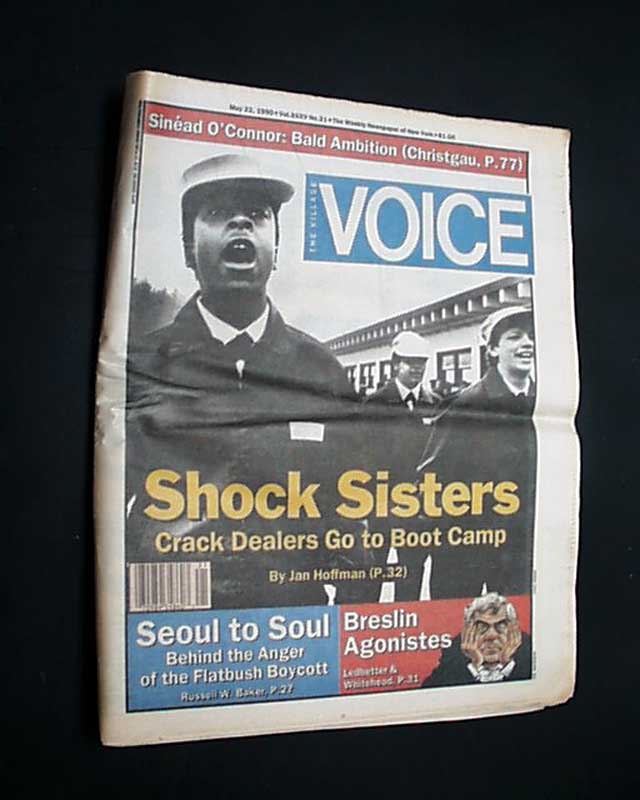 May 22, 1990 • Vol. XXXV No. 21 • The Weekly Newspaper of New York • $1.00
Sinéad O'Connor: Bald Ambition (Christgau, P.77)
THE VILLAGE
VOICE
Shock Sisters
Crack Dealers Go to Boot Camp
By Jan Hoffman (P.32)
Seoul to Soul
Behind the Anger
of the Flatbush Boycott
Russell W. Baker, P.27
Breslin
Agonistes
Ledbetter &
Whitehead, P.31